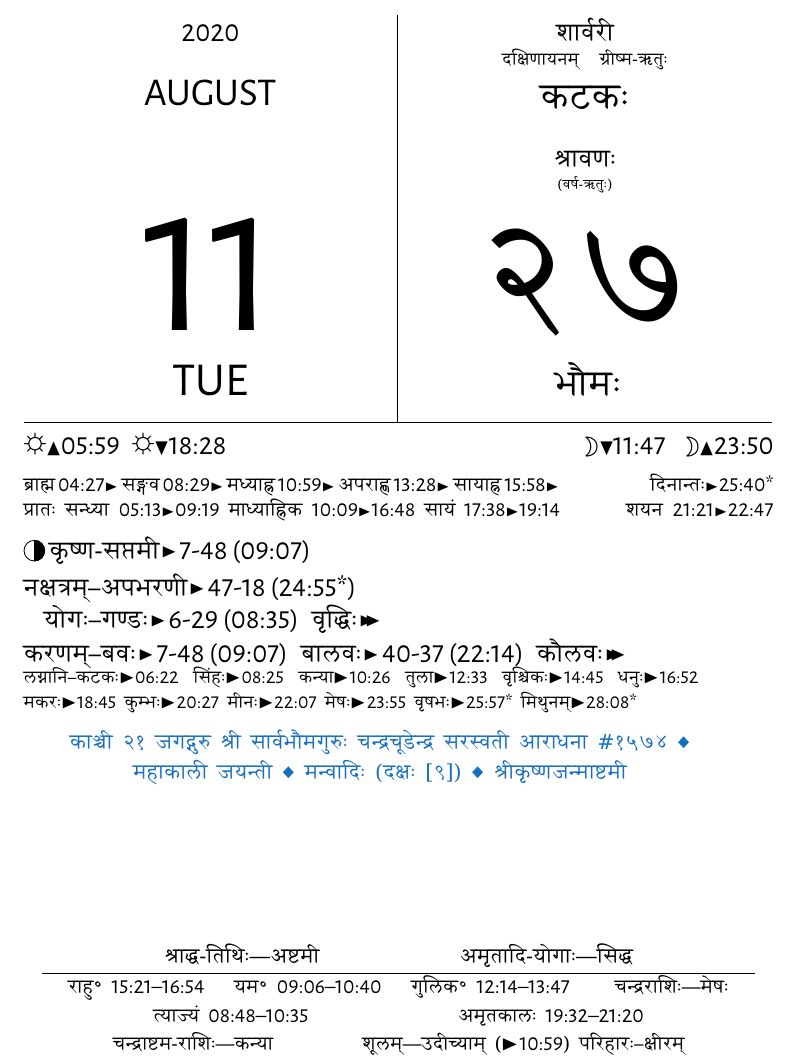 2020
AUGUST
11
TUE
शार्वरी
दक्षिणायनम् ग्रीष्म-ऋतुः
कटकः
श्रावणः
(वर्ष-ऋतुः)
२७
भौमः
☼▲05:59 ☼▼18:28 ☽▼11:47 ☽▲23:50
ब्राह्म 04:27► सङ्गव 08:29► मध्याह्न 10:59► अपराह्ण 13:28► सायाह्न 15:58► दिनान्तः►25:40*
प्रातः सन्ध्या 05:13►09:19 माध्याह्निक 10:09►16:48 सायं 17:38►19:14 शयन 21:21►22:47
कृष्ण-सप्तमी►7-48 (09:07)
नक्षत्रम्–अपभरणी►47-18 (24:55*)
योगः–गण्डः►6-29 (08:35) वृद्धिः►►
करणम्–बवः►7-48 (09:07) बालवः►40-37 (22:14) कौलवः►►
लग्नानि–कटकः►06:22 सिंहः►08:25 कन्या►10:26 तुला►12:33 वृश्चिकः►14:45 धनुः►16:52
मकरः►18:45 कुम्भः►20:27 मीनः►22:07 मेषः►23:55 वृषभः►25:57* मिथुनम्►28:08*
काञ्ची २१ जगद्गुरु श्री सार्वभौमगुरुः चन्द्रचूडेन्द्र सरस्वती आराधना #१५७४ ◆
महाकाली जयन्ती ◆ मन्वादिः (दक्षः [९]) ◆ श्रीकृष्णजन्माष्टमी
श्राद्ध-तिथिः—अष्टमी अमृतादि-योगाः—सिद्ध
राहु॰ 15:21–16:54 यम॰ 09:06–10:40 गुलिक॰ 12:14–13:47 चन्द्रराशिः—मेषः
त्याज्यं 08:48–10:35 अमृतकालः 19:32–21:20
चन्द्राष्टम-राशिः—कन्या शूलम्—उदीच्याम् (►10:59) परिहारः–क्षीरम्